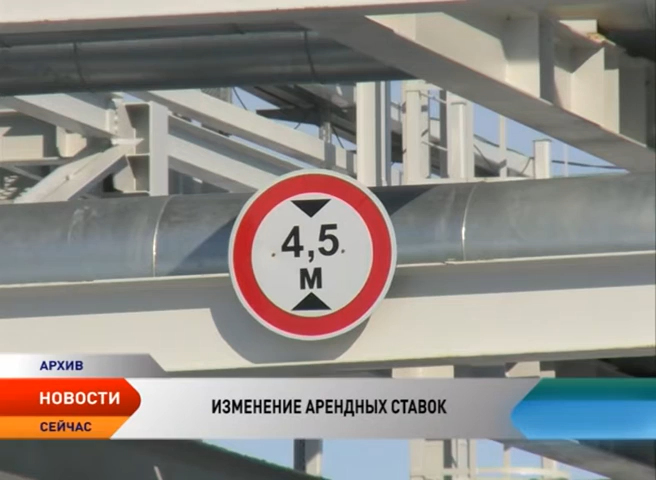 4,5
м
АРХИВ
НОВОСТИ
СЕЙЧАС
ИЗМЕНЕНИЕ АРЕНДНЫХ СТАВОК